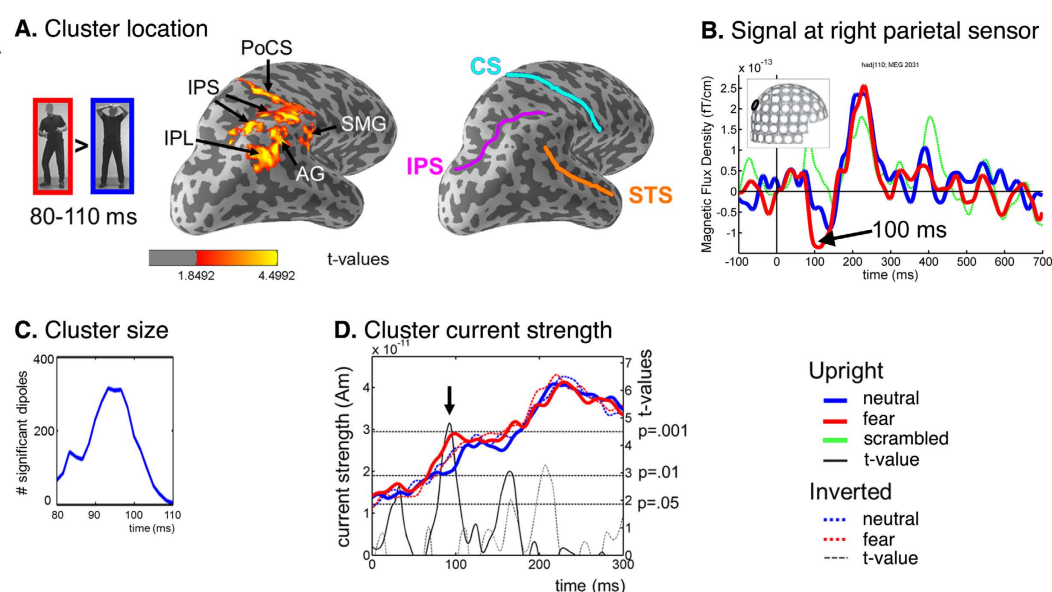 A. Cluster location
PoCS
IPS
IPL
SMG
AG
>
80-110 ms
1.8492
4.4992
t-values
CS
IPS
STS
B. Signal at right parietal sensor
x 10⁻¹³
hadj110; MEG 2031
Magnetic Flux Density (fT/cm)
2.5
1.5
1
0.5
0
-0.5
-1
100 ms
-100 0 100 200 300 400 500 600 700
time (ms)
C. Cluster size
# significant dipoles
400
200
0
80 90 100 110
time (ms)
D. Cluster current strength
x 10⁻¹¹
current strength (Am)
4
3
2
1
0
7
6
5
4
3
2
1
0
t-values
p=.001
p=.01
p=.05
0 100 200 300
time (ms)
Upright
neutral
fear
scrambled
t-value
Inverted
neutral
fear
t-value